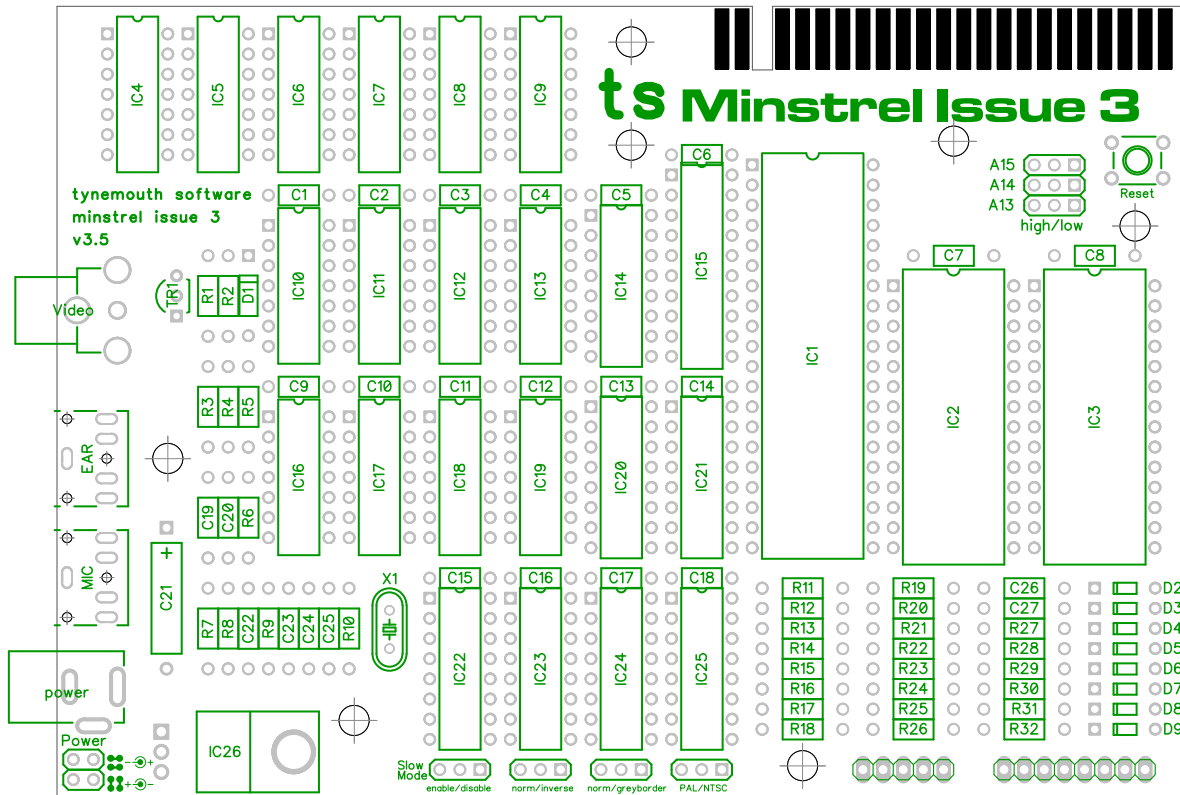 ts Minstrel Issue 3
IC4 IC5 IC6 IC7 IC8 IC9
C6
A15
A14
A13
high/low
Reset
tynemouth software
minstrel issue 3
v3.5
C1 C2 C3 C4 C5
C7 C8
IC10 IC11 IC12 IC13 IC14 IC15
Video
TR1 R1 R2 D1
IC1
C9 C10 C11 C12 C13 C14
R3 R4 R5
IC2 IC3
EAR
IC16 IC17 IC18 IC19 IC20 IC21
C19 C20 R6
+
MIC
C21
X1
C15 C16 C17 C18
R7 R8 C22 R9 C23 C24 C25 R10
IC22 IC23 IC24 IC25
R11 R19 C26 D2
R12 R20 C27 D3
R13 R21 R27 D4
R14 R22 R28 D5
R15 R23 R29 D6
R16 R24 R30 D7
R17 R25 R31 D8
R18 R26 R32 D9
power
IC26
Power
- +
+ -
Slow
Mode
enable/disable norm/inverse norm/greyborder PAL/NTSC